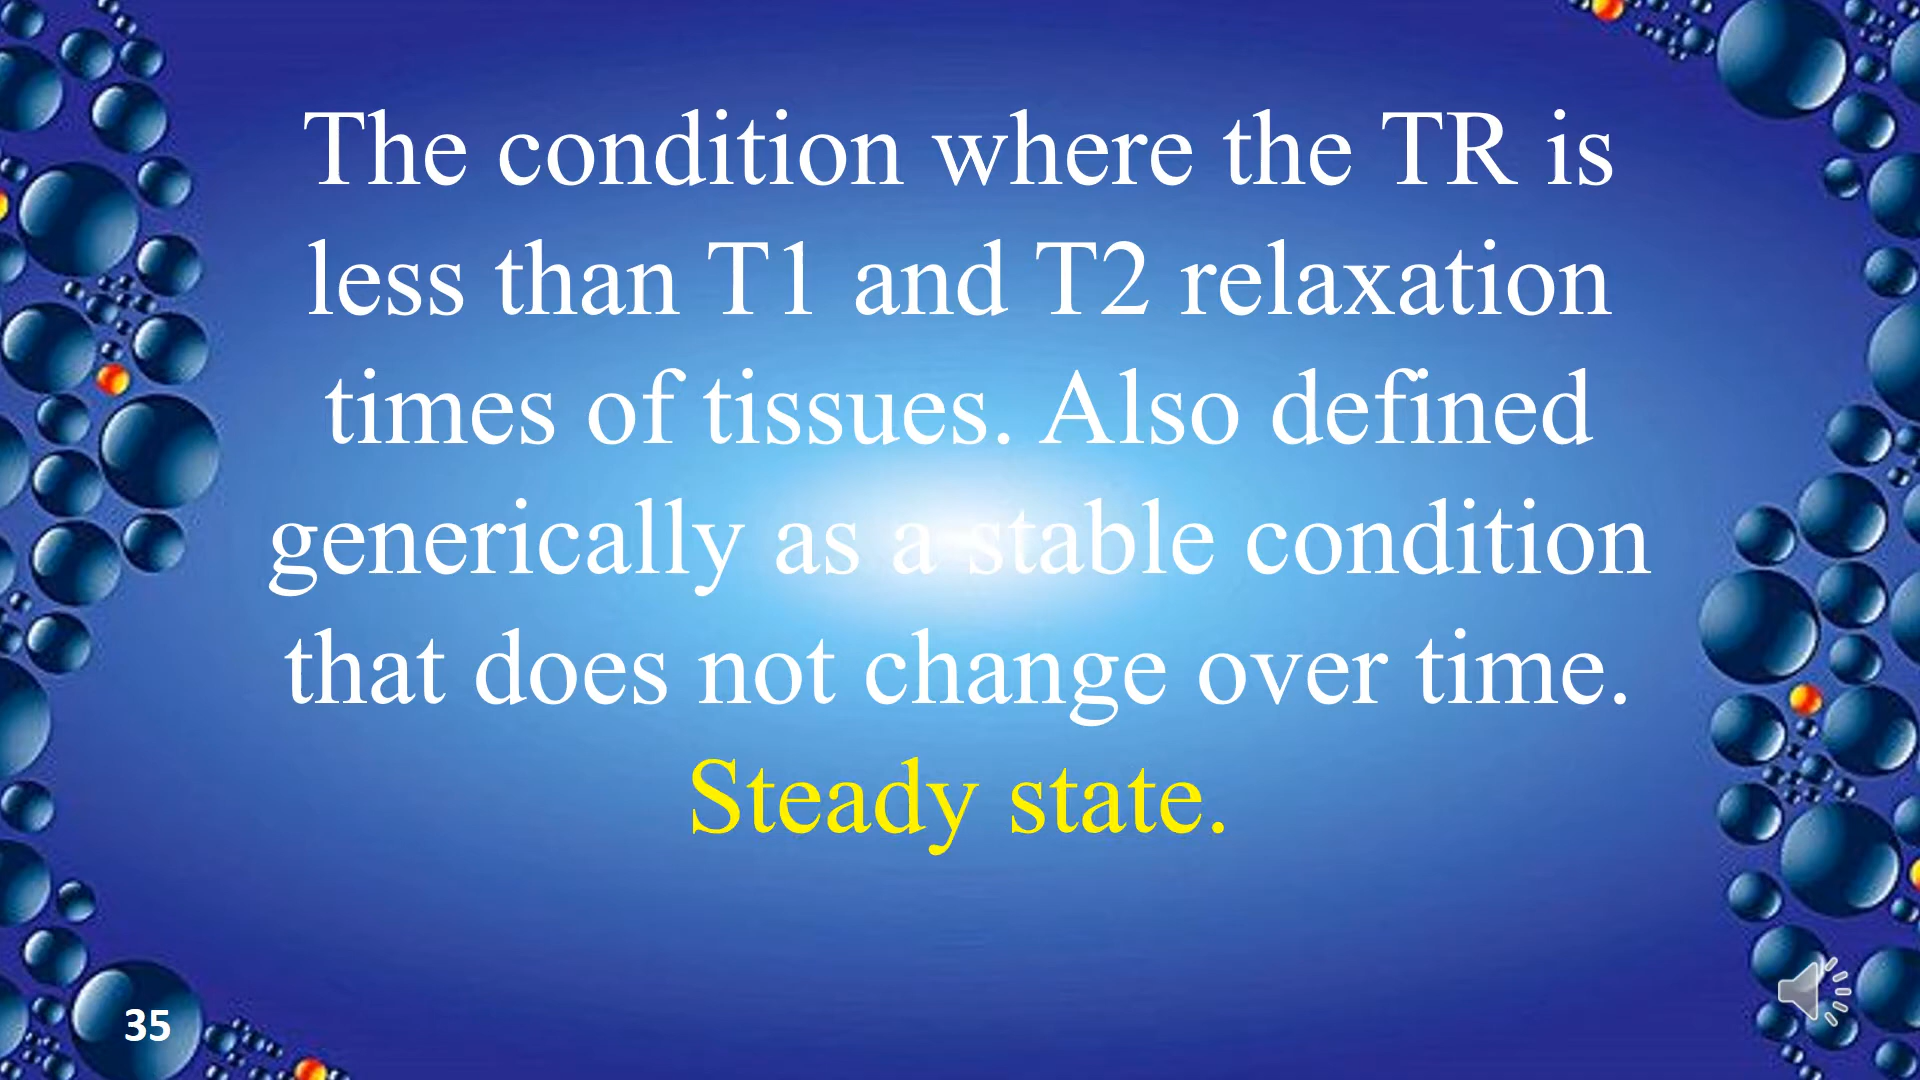 The condition where the TR is
less than T1 and T2 relaxation
times of tissues. Also defined
generically as a stable condition
that does not change over time.
Steady state.
35